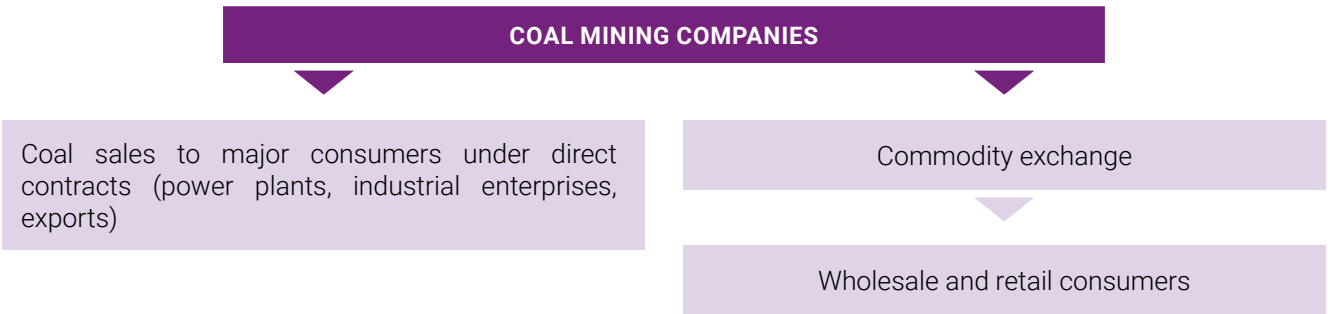 COAL MINING COMPANIES
Coal sales to major consumers under direct
contracts (power plants, industrial enterprises,
exports)
Commodity exchange
Wholesale and retail consumers